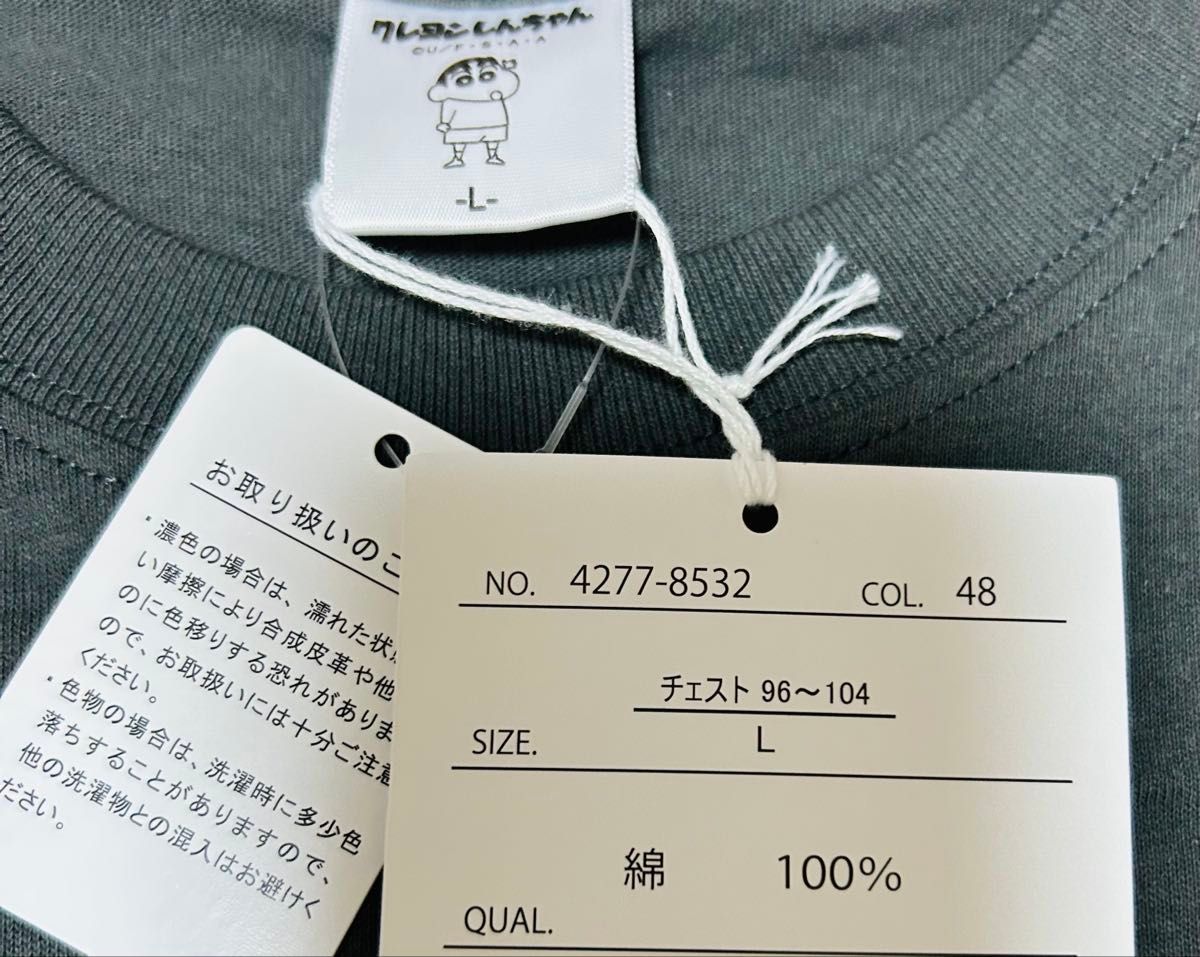 クレヨンしんちゃん
©U/F・S・A・A
-L-
お取り扱いのご
・濃色の場合は、濡れた状
い摩擦により合成皮革や他
のに色移りする恐れがありま
ので、お取扱いには十分ご注意
ください。
・色物の場合は、洗濯時に多少色
落ちすることがありますので、
他の洗濯物との混入はお避けく
ださい。
NO. 4277-8532 COL. 48
チェスト 96〜104
SIZE. L
綿 100%
QUAL.